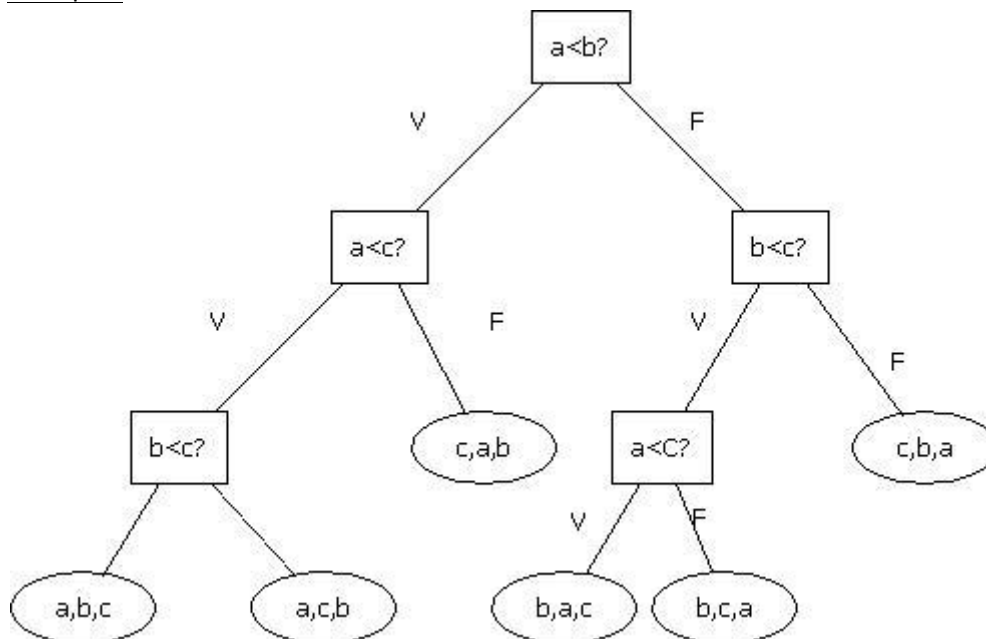 a<b?
V F
a<c? b<c?
V F V F
b<c? c,a,b a<C? c,b,a
V F
a,b,c a,c,b b,a,c b,c,a